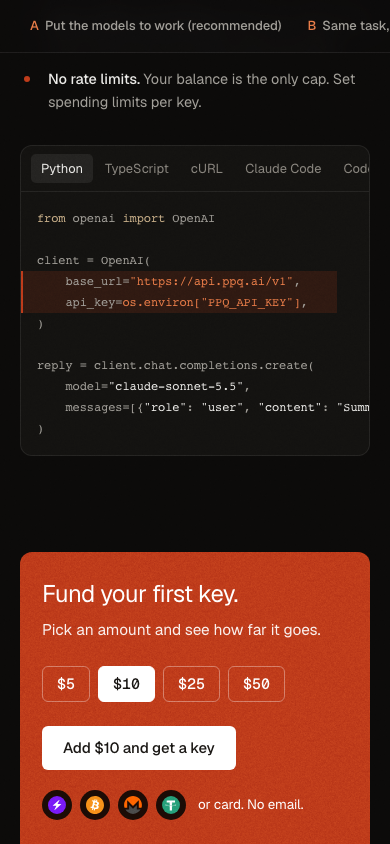 A Put the models to work (recommended) B Same task,
No rate limits. Your balance is the only cap. Set
spending limits per key.
Python TypeScript cURL Claude Code
from openai import OpenAI
client = OpenAI(
base_url="https://api.ppq.ai/v1",
api_key=os.environ["PPQ_API_KEY"],
)
reply = client.chat.completions.create(
model="claude-sonnet-5.5",
messages=[{"role": "user", "content": "Summ
)
Fund your first key.
Pick an amount and see how far it goes.
$5 $10 $25 $50
Add $10 and get a key
or card. No email.